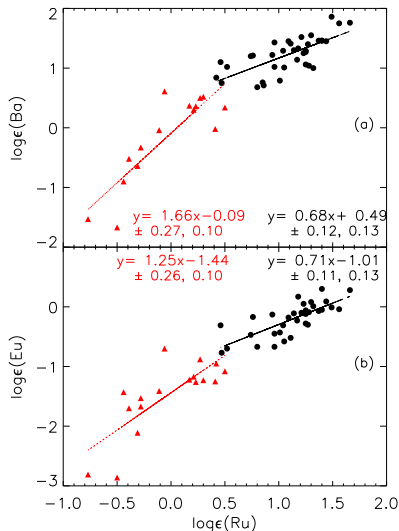 2
1
0
−1
−2
logϵ(Ba)
(a)
y= 1.66x−0.09
± 0.27, 0.10
y= 0.68x+ 0.49
± 0.12, 0.13
y= 1.25x−1.44
± 0.26, 0.10
y= 0.71x−1.01
± 0.11, 0.13
0
−1
−2
−3
logϵ(Eu)
(b)
−1.0 −0.5 0.0 0.5 1.0 1.5 2.0
logϵ(Ru)